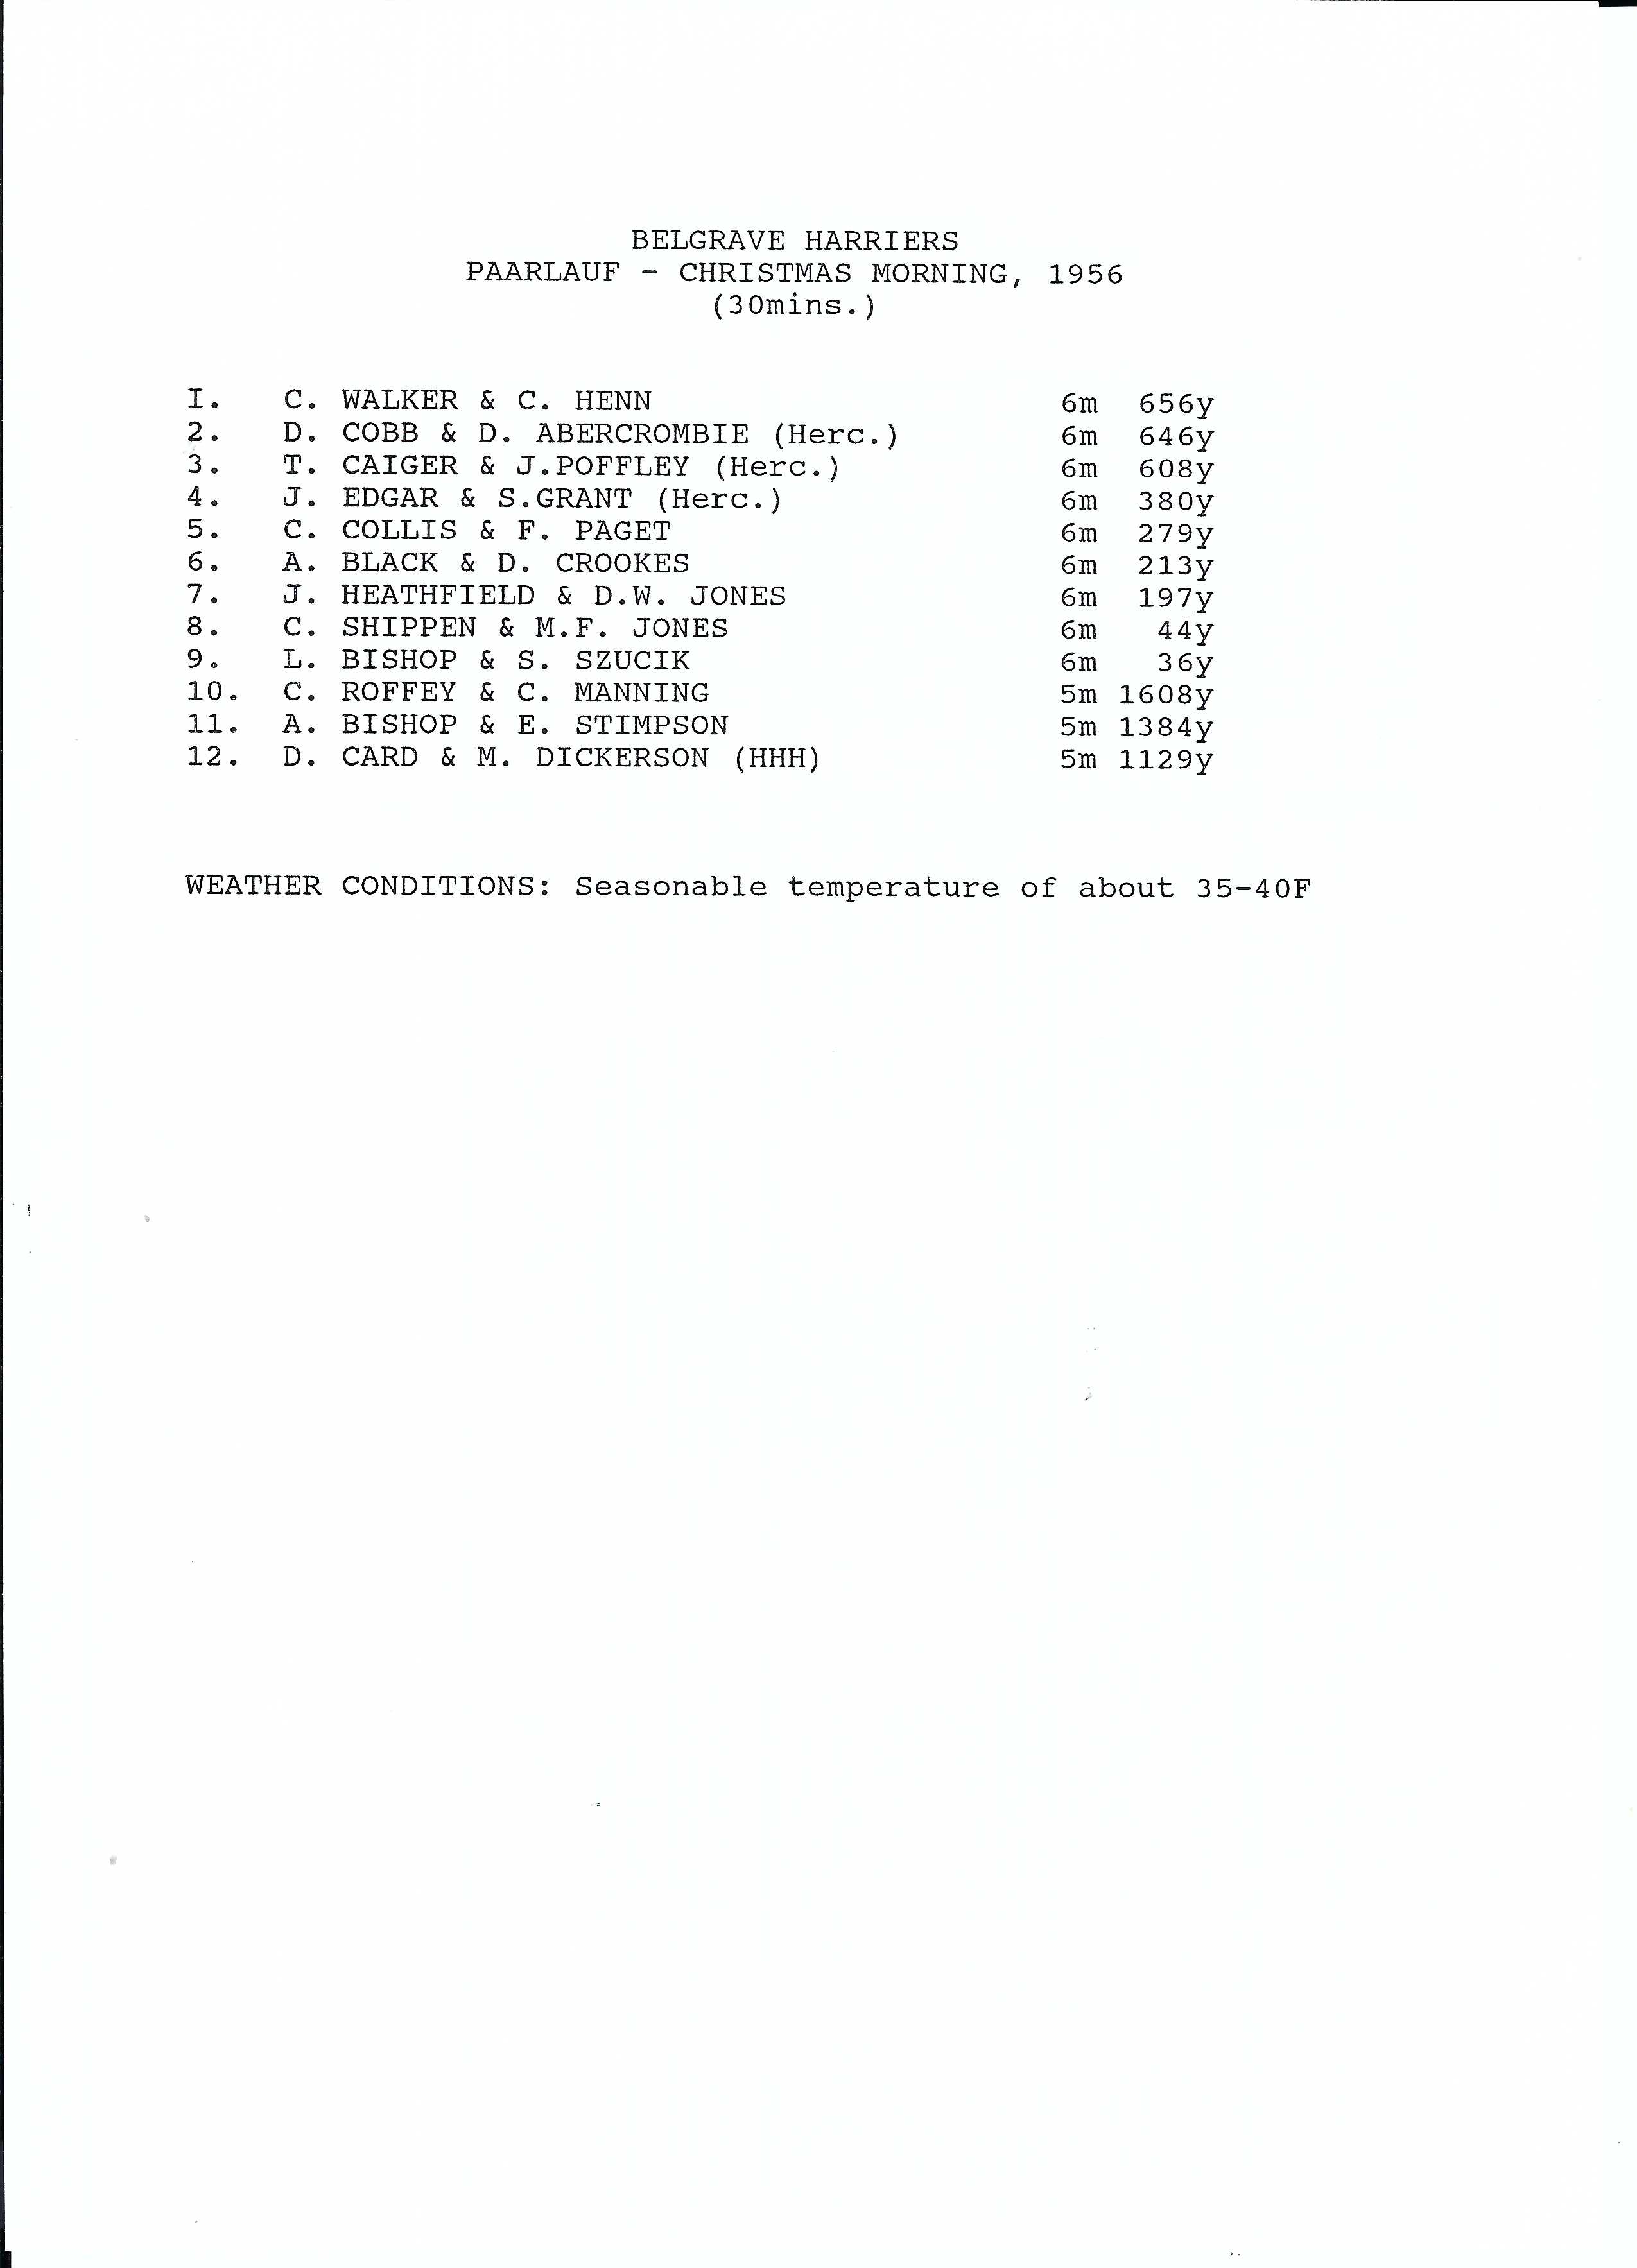 BELGRAVE HARRIERS
PAARLAUF - CHRISTMAS MORNING, 1956
(30mins.)
I. C. WALKER & C. HENN 6m 656y
2. D. COBB & D. ABERCROMBIE (Herc.) 6m 646y
3. T. CAIGER & J.POFFLEY (Herc.) 6m 608y
4. J. EDGAR & S.GRANT (Herc.) 6m 380y
5. C. COLLIS & F. PAGET 6m 279y
6. A. BLACK & D. CROOKES 6m 213y
7. J. HEATHFIELD & D.W. JONES 6m 197y
8. C. SHIPPEN & M.F. JONES 6m 44y
9. L. BISHOP & S. SZUCIK 6m 36y
10. C. ROFFEY & C. MANNING 5m 1608y
11. A. BISHOP & E. STIMPSON 5m 1384y
12. D. CARD & M. DICKERSON (HHH) 5m 1129y
WEATHER CONDITIONS: Seasonable temperature of about 35-40F